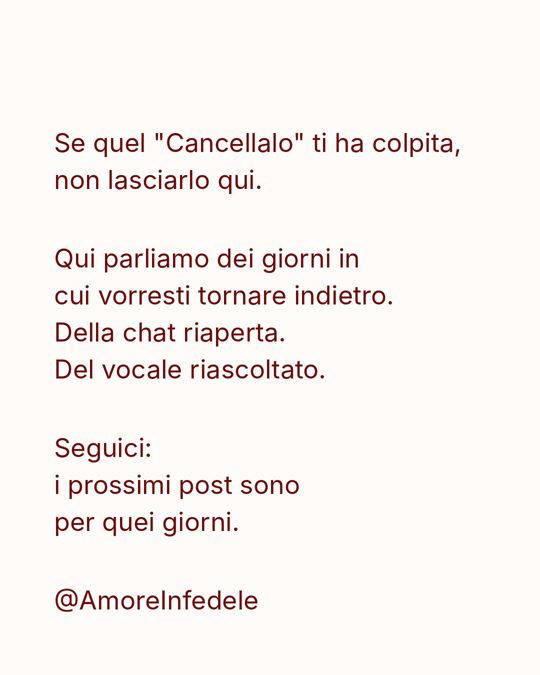 Se quel "Cancellalo" ti ha colpita,
non lasciarlo qui.
Qui parliamo dei giorni in
cui vorresti tornare indietro.
Della chat riaperta.
Del vocale riascoltato.
Seguici:
i prossimi post sono
per quei giorni.
@AmoreInfedele